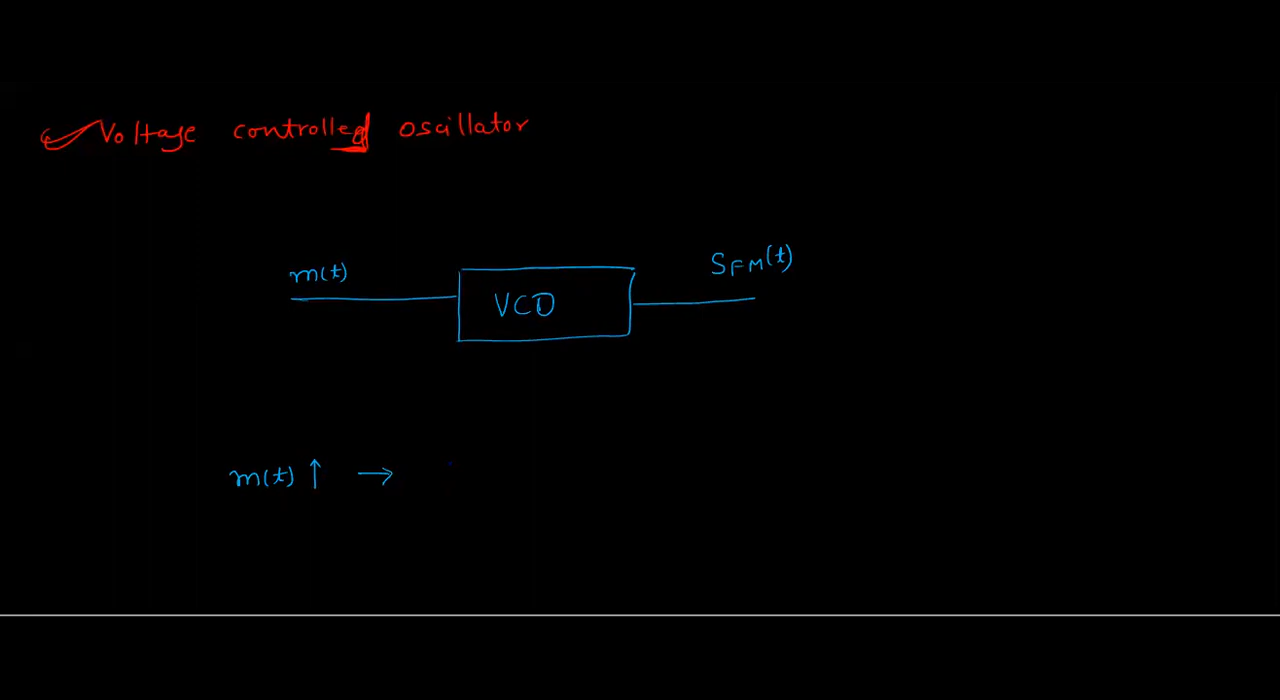 Voltage controlled oscillator
m(t)
SFM(t)
VCO
m(t) ↑ →